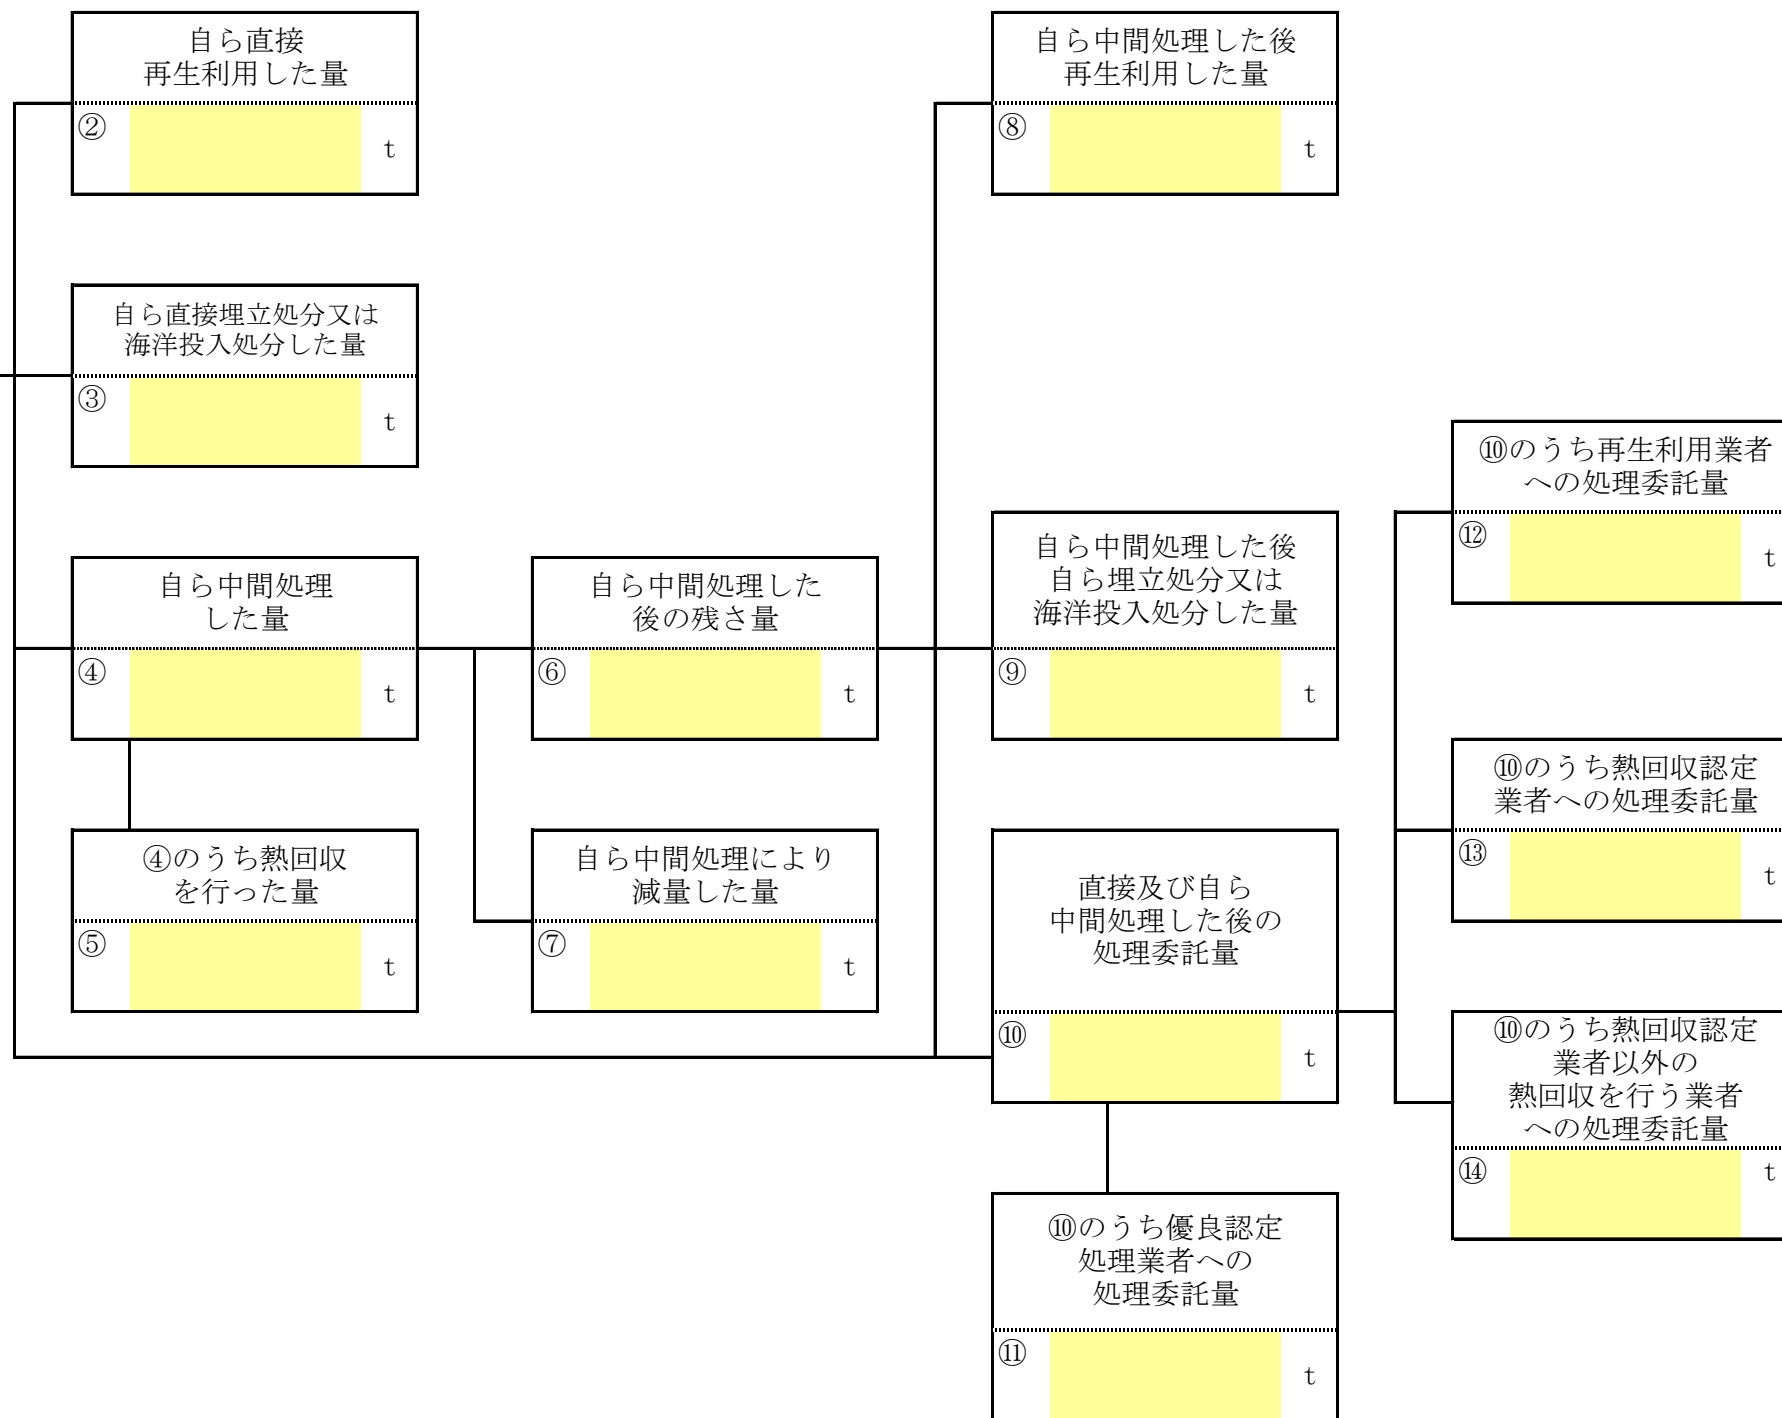 自ら直接
再生利用した量
②
t
自ら直接埋立処分又は
海洋投入処分した量
③
t
自ら中間処理
した量
④
t
④のうち熱回収
を行った量
⑤
t
自ら中間処理した
後の残さ量
⑥
t
自ら中間処理により
減量した量
⑦
t
自ら中間処理した後
再生利用した量
⑧
t
自ら中間処理した後
自ら埋立処分又は
海洋投入処分した量
⑨
t
直接及び自ら
中間処理した後の
処理委託量
⑩
t
⑩のうち優良認定
処理業者への
処理委託量
⑪
t
⑩のうち再生利用業者
への処理委託量
⑫
t
⑩のうち熱回収認定
業者への処理委託量
⑬
t
⑩のうち熱回収認定
業者以外の
熱回収を行う業者
への処理委託量
⑭
t